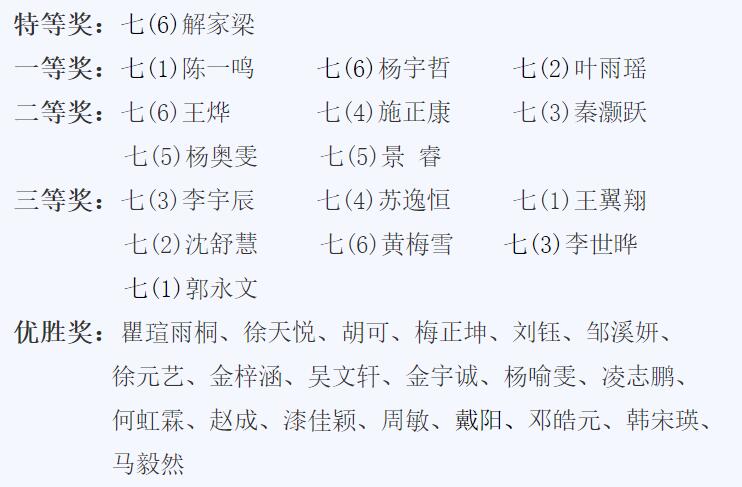 特等奖：七(6)解家梁
一等奖：七(1)陈一鸣 七(6)杨宇哲 七(2)叶雨瑶
二等奖：七(6)王烨 七(4)施正康 七(3)秦灏跃
七(5)杨奥雯 七(5)景 睿
三等奖：七(3)李宇辰 七(4)苏逸恒 七(1)王翼翔
七(2)沈舒慧 七(6)黄梅雪 七(3)李世晔
七(1)郭永文
优胜奖：瞿瑄雨桐、徐天悦、胡可、梅正坤、刘钰、邹溪妍、
徐元艺、金梓涵、吴文轩、金宇诚、杨喻雯、凌志鹏、
何虹霖、赵成、漆佳颖、周敏、戴阳、邓皓元、韩宋瑛、
马毅然